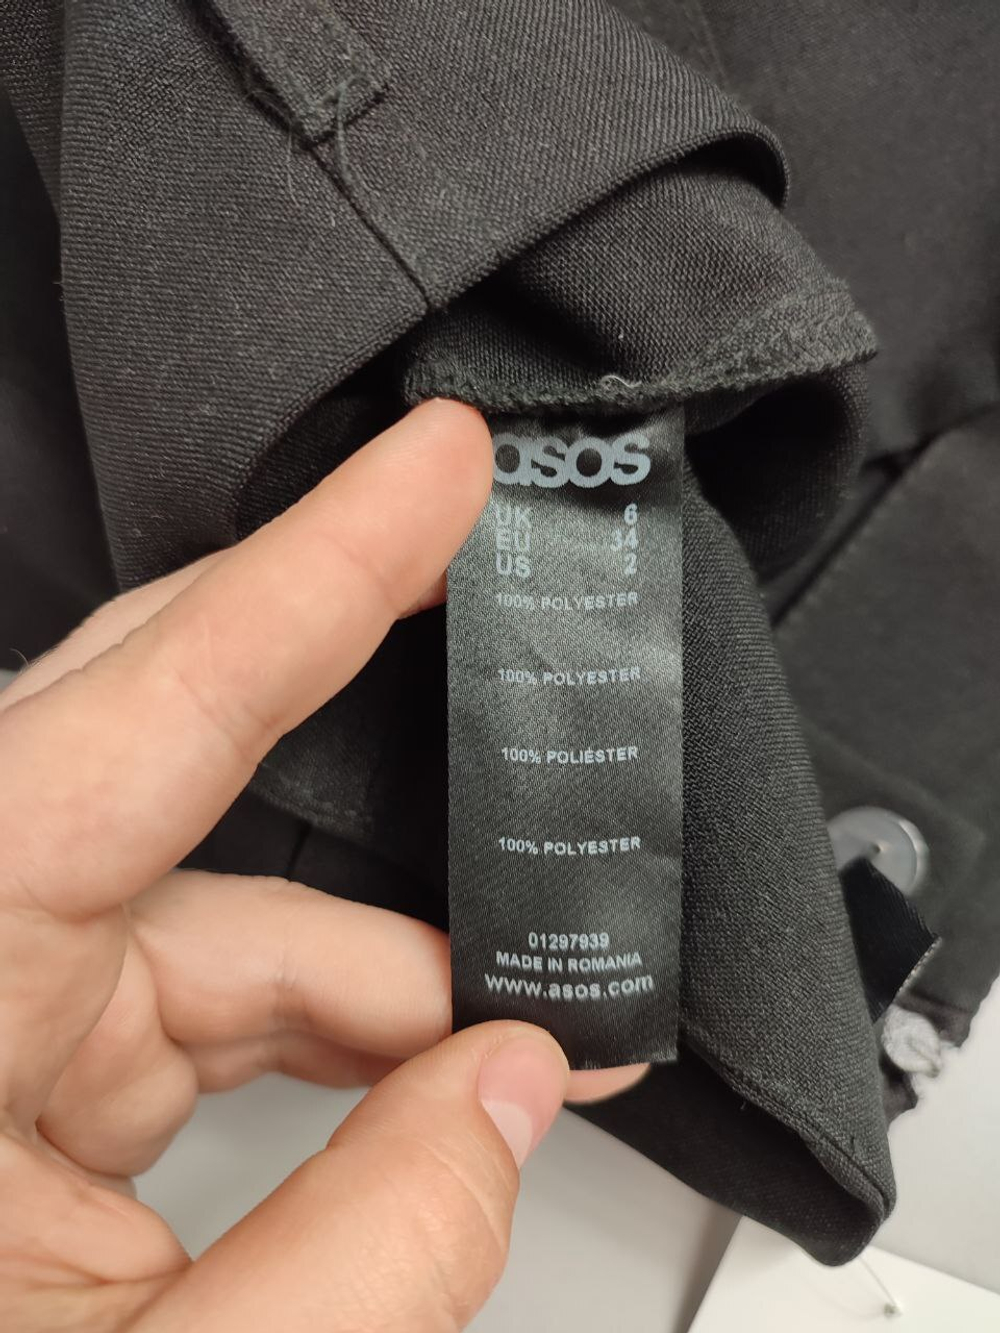 asos
UK 6
EU 34
US 2
100% POLYESTER
100% POLYESTER
100% POLIÉSTER
100% POLYESTER
01297939
MADE IN ROMANIA
www.asos.com